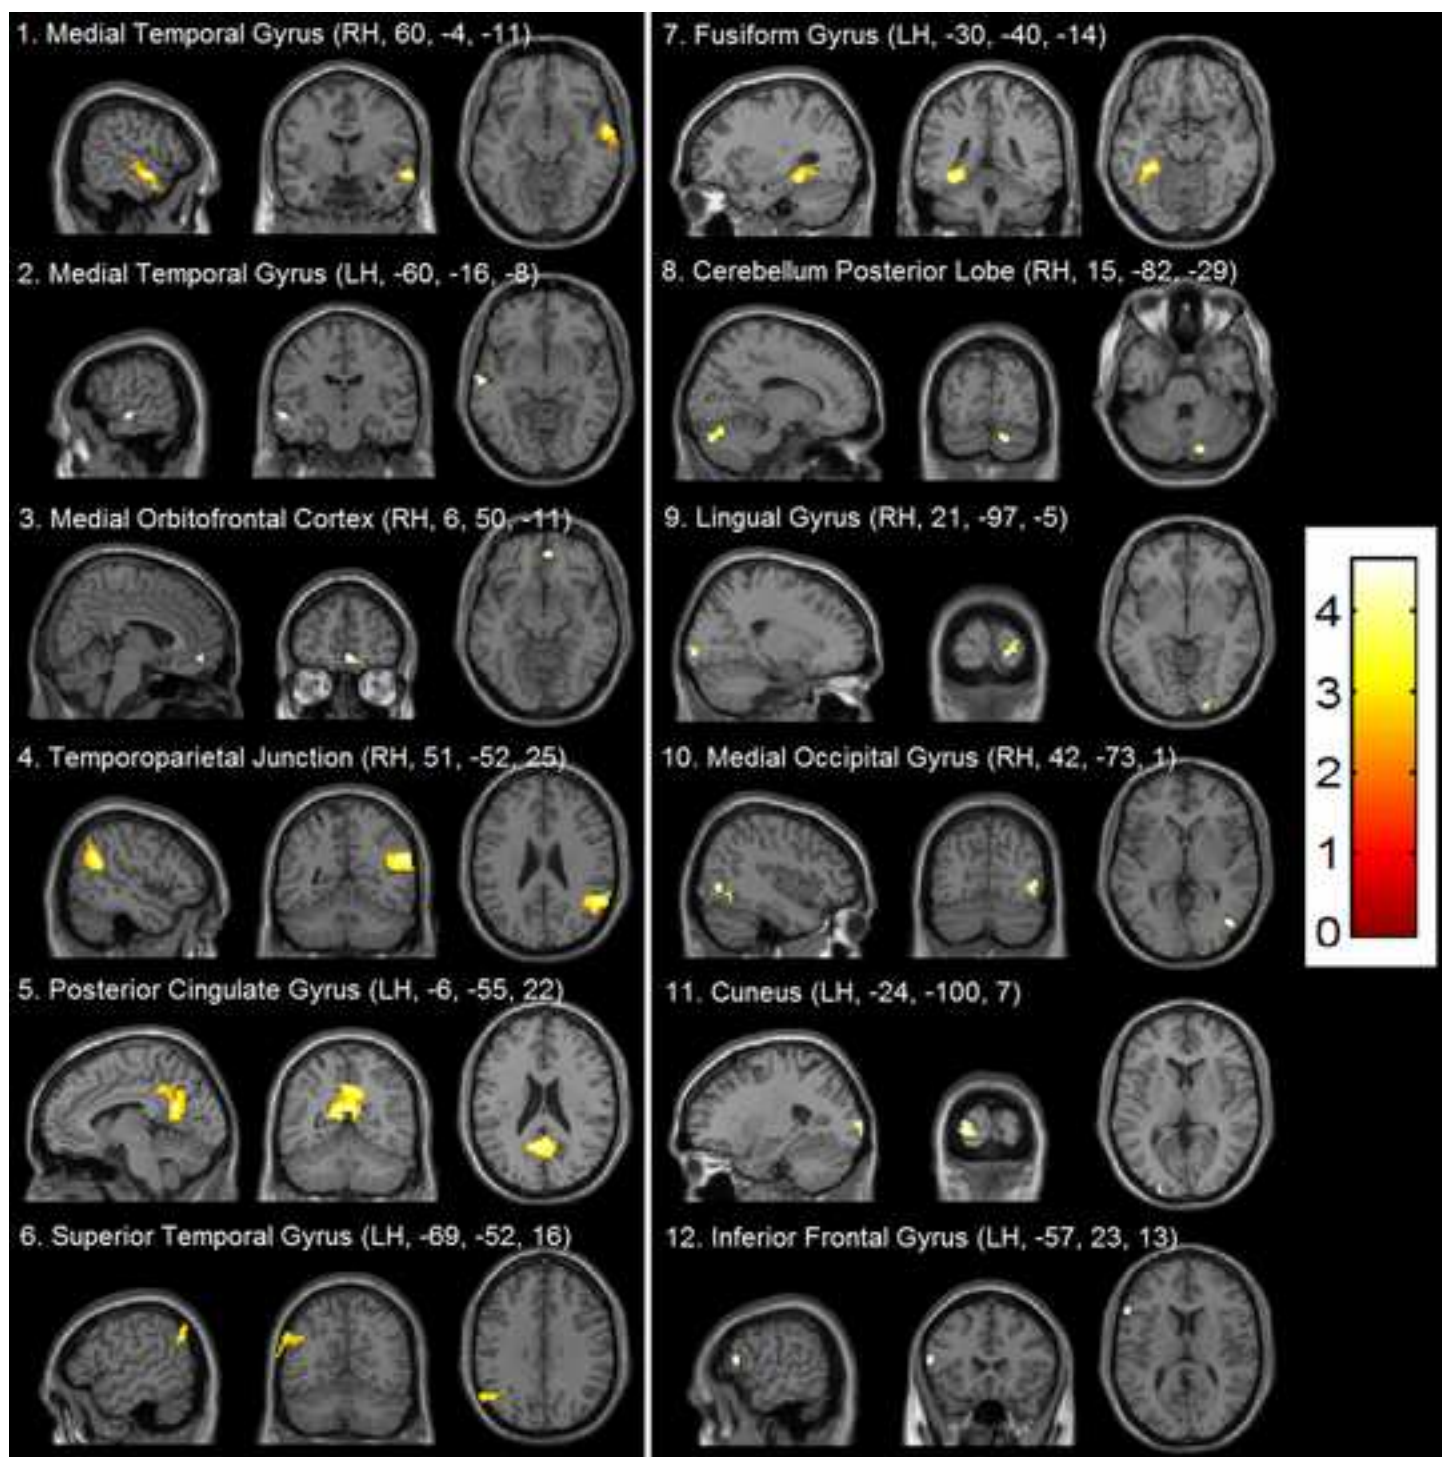 1. Medial Temporal Gyrus (RH, 60, -4, -11)
2. Medial Temporal Gyrus (LH, -60, -16, -8)
3. Medial Orbitofrontal Cortex (RH, 6, 50, -11)
4. Temporoparietal Junction (RH, 51, -52, 25)
5. Posterior Cingulate Gyrus (LH, -6, -55, 22)
6. Superior Temporal Gyrus (LH, -69, -52, 16)
7. Fusiform Gyrus (LH, -30, -40, -14)
8. Cerebellum Posterior Lobe (RH, 15, -82, -29)
9. Lingual Gyrus (RH, 21, -97, -5)
10. Medial Occipital Gyrus (RH, 42, -73, 1)
11. Cuneus (LH, -24, -100, 7)
12. Inferior Frontal Gyrus (LH, -57, 23, 13)
4
3
2
1
0